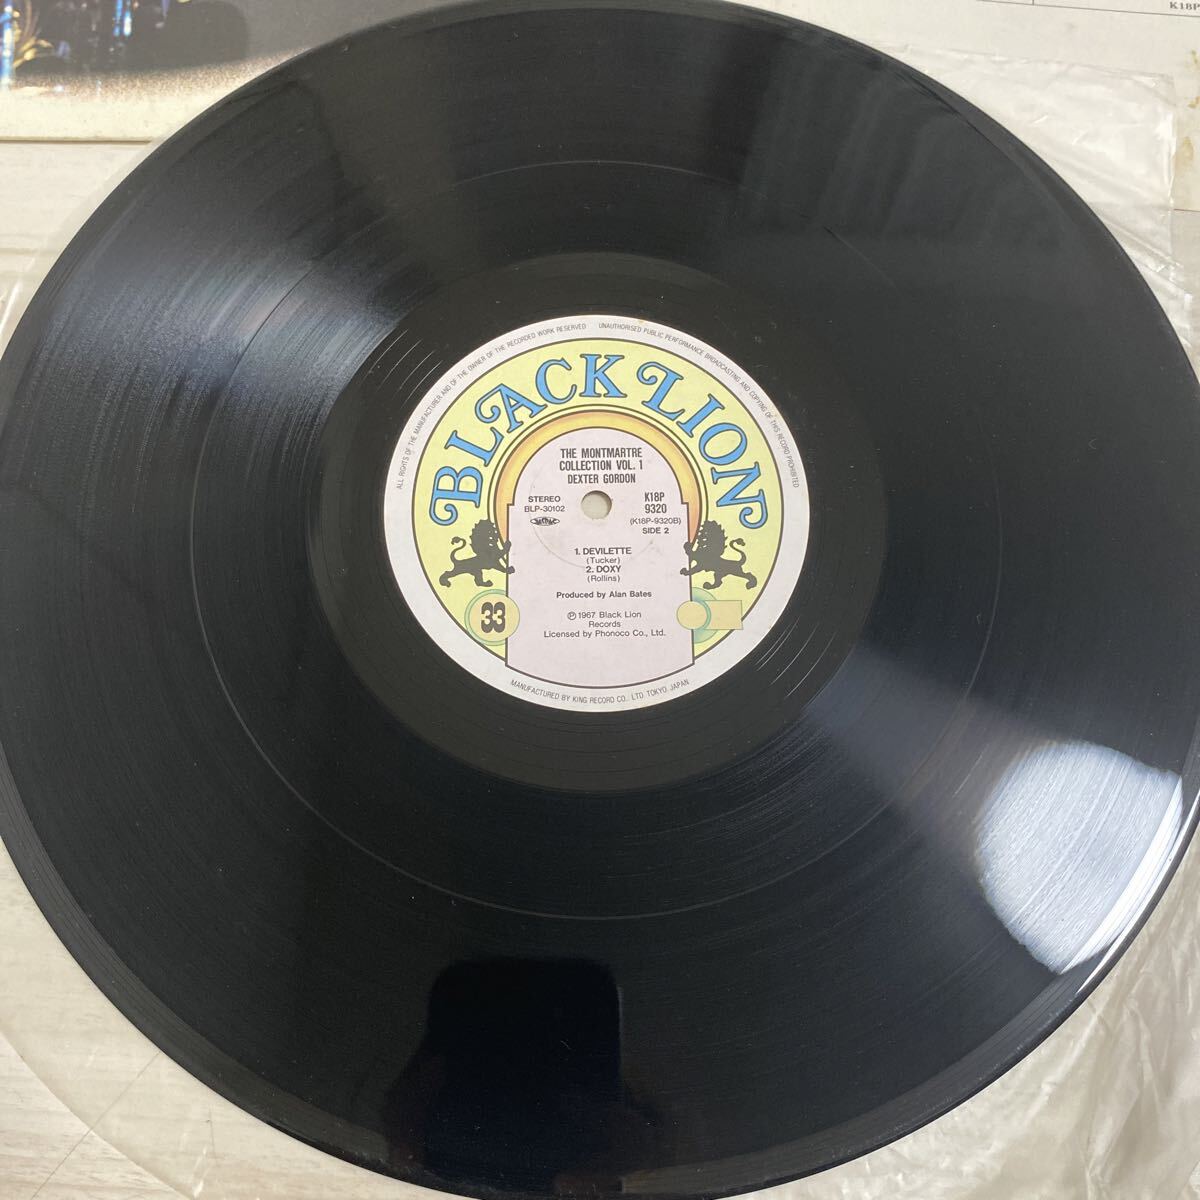 K18P
ALL RIGHTS OF THE MANUFACTURER AND OF THE OWNER OF THE RECORDED WORK RESERVED
UNAUTHORISED PUBLIC PERFORMANCE BROADCASTING AND COPYING OF THIS RECORD PROHIBITED
BLACK LION
THE MONTMARTRE
COLLECTION VOL. 1
DEXTER GORDON
STEREO
BLP-30102
K18P
9320
(K18P-9320B)
SIDE 2
1. DEVILETTE
(Tucker)
2. DOXY
(Rollins)
Produced by Alan Bates
33
Ⓟ1967 Black Lion
Records
Licensed by Phonoco Co., Ltd.
MANUFACTURED BY KING RECORD CO., LTD. TOKYO. JAPAN